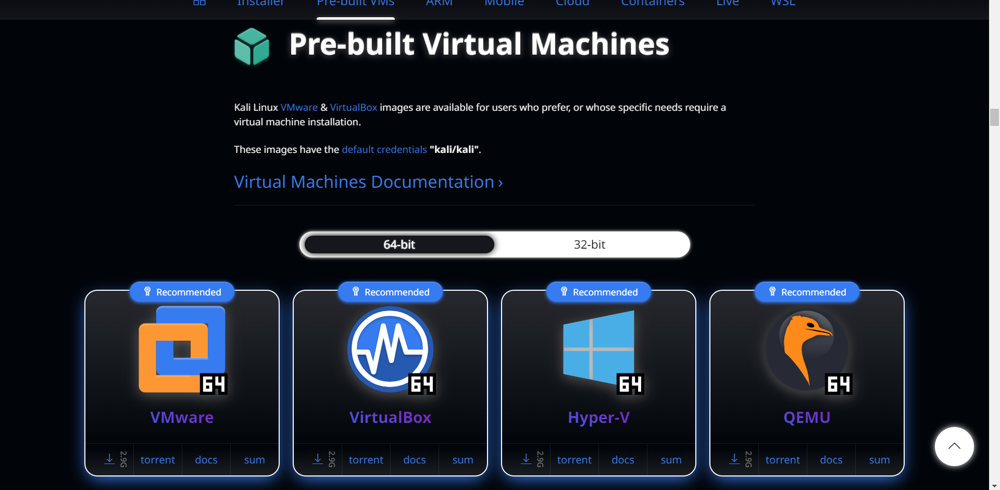 Installer Pre-built VMs ARM Mobile Cloud Containers Live WSL
Pre-built Virtual Machines
Kali Linux VMware & VirtualBox images are available for users who prefer, or whose specific needs require a
virtual machine installation.
These images have the default credentials "kali/kali".
Virtual Machines Documentation ›
64-bit 32-bit
Recommended Recommended Recommended Recommended
64 64 64 64
VMware VirtualBox Hyper-V QEMU
2.9G torrent docs sum 2.9G torrent docs sum 2.9G torrent docs sum 2.9G torrent docs sum